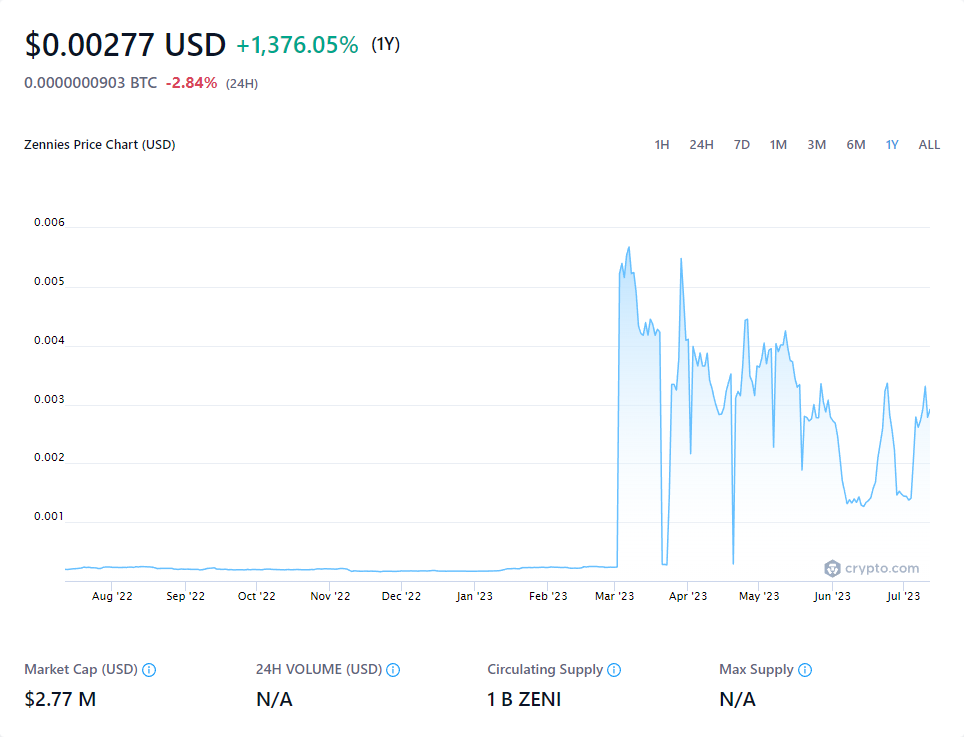 $0.00277 USD +1,376.05% (1Y)
0.0000000903 BTC -2.84% (24H)
Zennies Price Chart (USD) 1H 24H 7D 1M 3M 6M 1Y ALL
0.006
0.005
0.004
0.003
0.002
0.001
crypto.com
Aug '22 Sep '22 Oct '22 Nov '22 Dec '22 Jan '23 Feb '23 Mar '23 Apr '23 May '23 Jun '23 Jul '23
Market Cap (USD) 24H VOLUME (USD) Circulating Supply Max Supply
$2.77 M N/A 1 B ZENI N/A